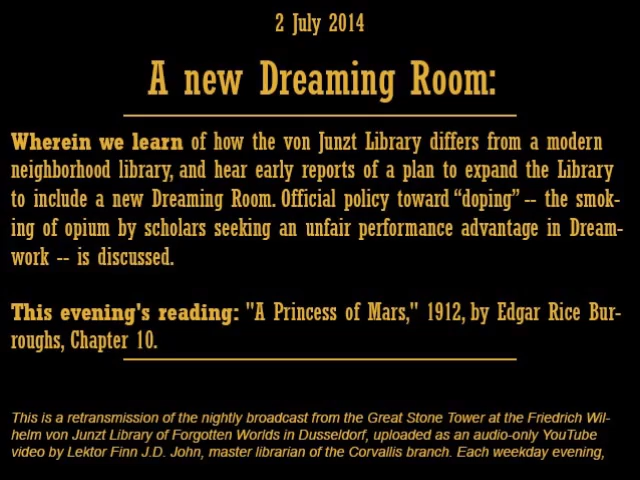 2 July 2014
A new Dreaming Room:
Wherein we learn of how the von Junzt Library differs from a modern
neighborhood library, and hear early reports of a plan to expand the Library
to include a new Dreaming Room. Official policy toward “doping” -- the smok-
ing of opium by scholars seeking an unfair performance advantage in Dream-
work -- is discussed.
This evening's reading: "A Princess of Mars," 1912, by Edgar Rice Bur-
roughs, Chapter 10.
This is a retransmission of the nightly broadcast from the Great Stone Tower at the Friedrich Wil-
helm von Junzt Library of Forgotten Worlds in Dusseldorf, uploaded as an audio-only YouTube
video by Lektor Finn J.D. John, master librarian of the Corvallis branch. Each weekday evening,